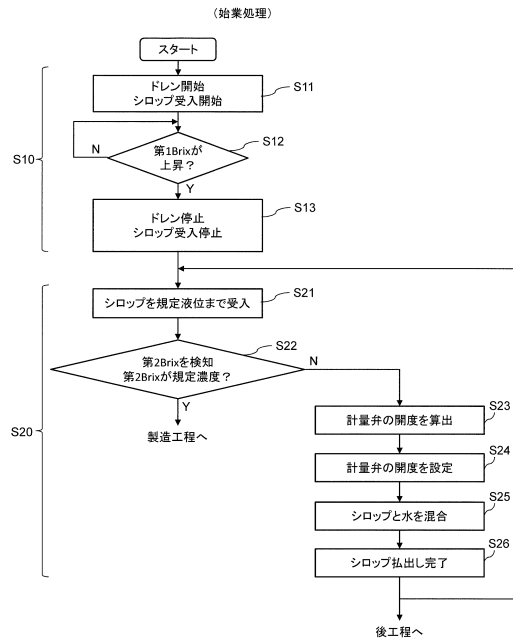 (始業処理)
スタート
ドレン開始
シロップ受入開始
S11
S10
第1Brixが
上昇?
S12
N
Y
ドレン停止
シロップ受入停止
S13
シロップを規定液位まで受入
S21
第2Brixを検知
第2Brixが規定濃度?
S22
N
Y
製造工程へ
S20
計量弁の開度を算出
S23
計量弁の開度を設定
S24
シロップと水を混合
S25
シロップ払出し完了
S26
後工程へ